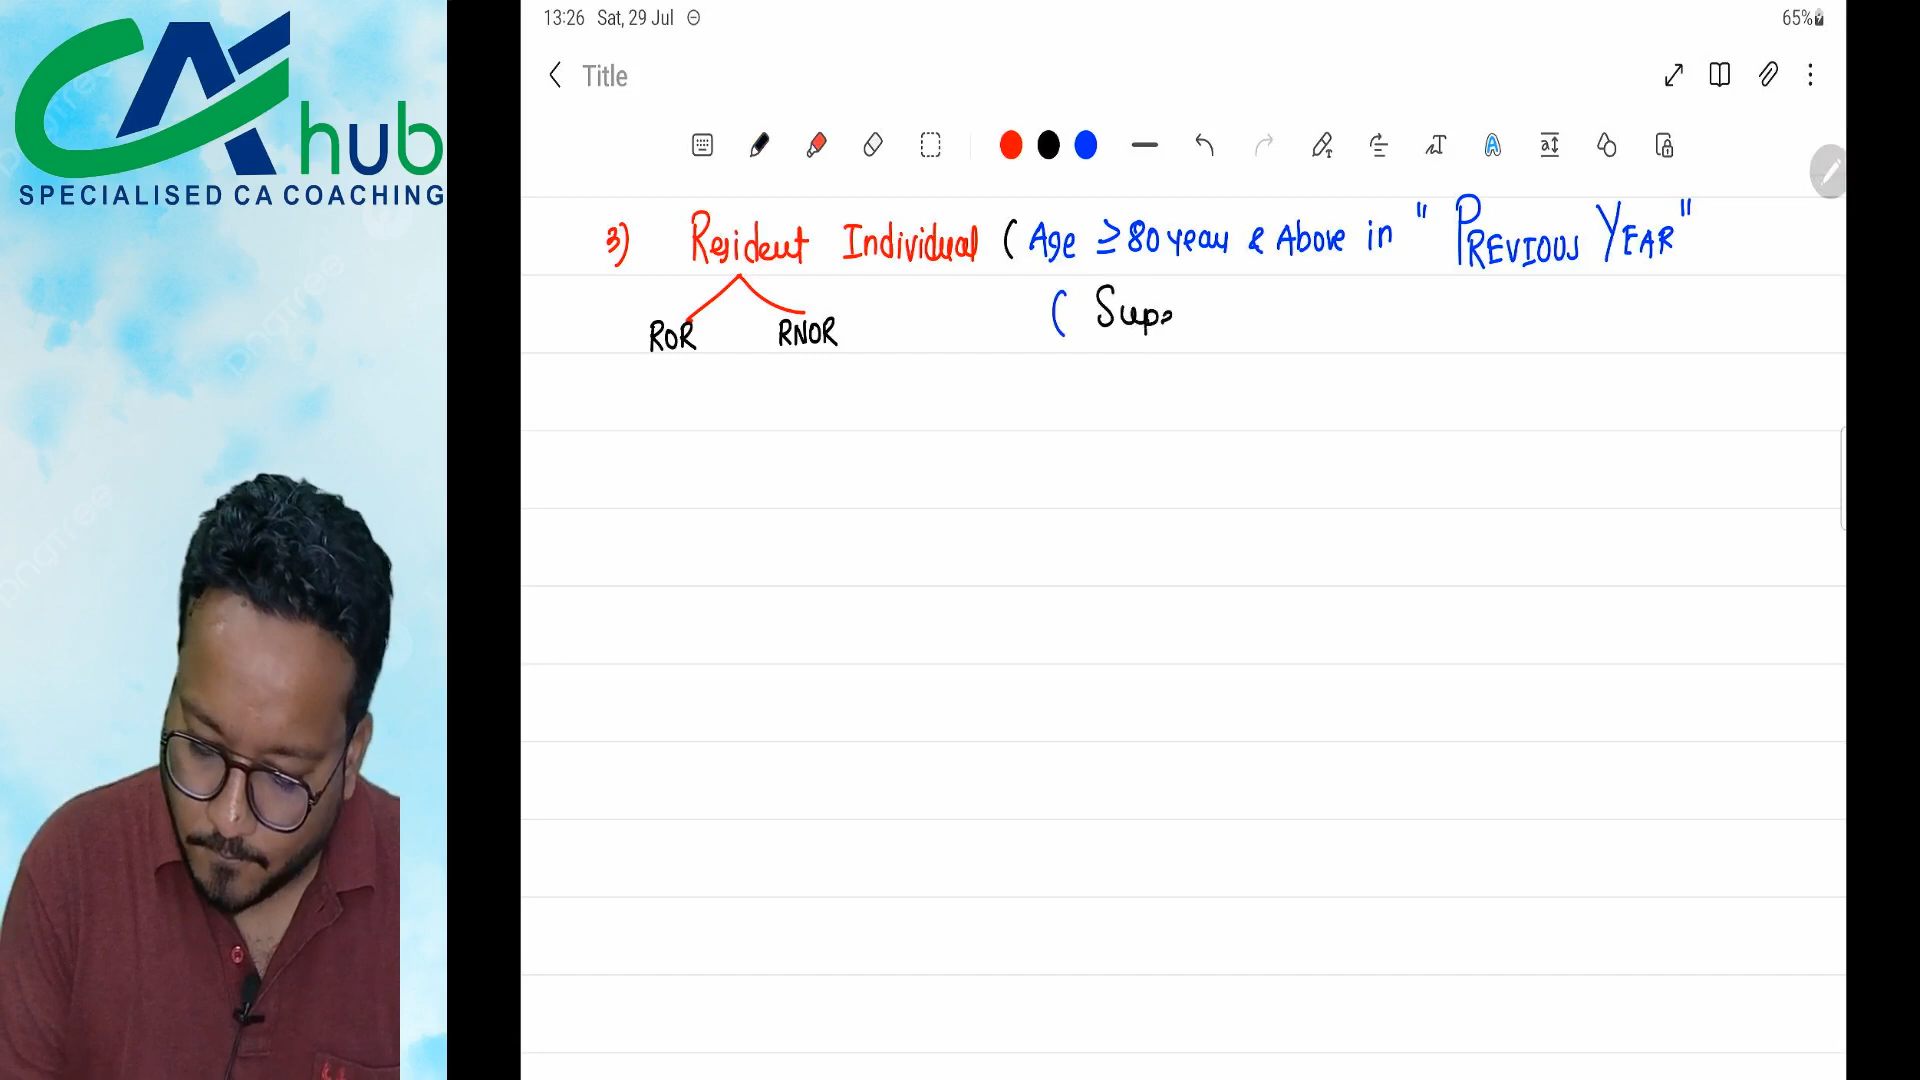 CA hub
SPECIALISED CA COACHING
13:26 Sat, 29 Jul
65%
Title
3) Resident Individual ( Age ≥ 80 year & Above in " PREVIOUS YEAR"
ROR RNOR
( Supe